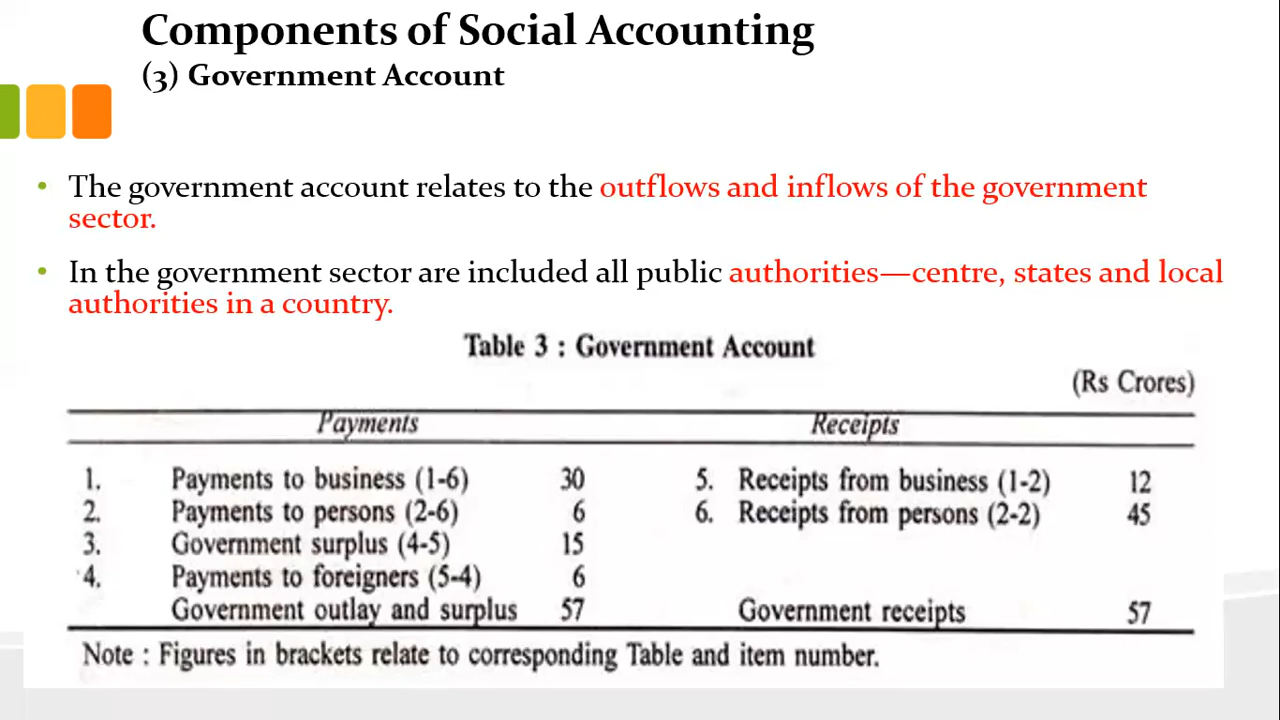 Components of Social Accounting
(3) Government Account
• The government account relates to the outflows and inflows of the government
sector.
• In the government sector are included all public authorities—centre, states and local
authorities in a country.
Table 3 : Government Account
(Rs Crores)
Payments Receipts
1. Payments to business (1-6) 30 5. Receipts from business (1-2) 12
2. Payments to persons (2-6) 6 6. Receipts from persons (2-2) 45
3. Government surplus (4-5) 15
4. Payments to foreigners (5-4) 6
Government outlay and surplus 57 Government receipts 57
Note : Figures in brackets relate to corresponding Table and item number.